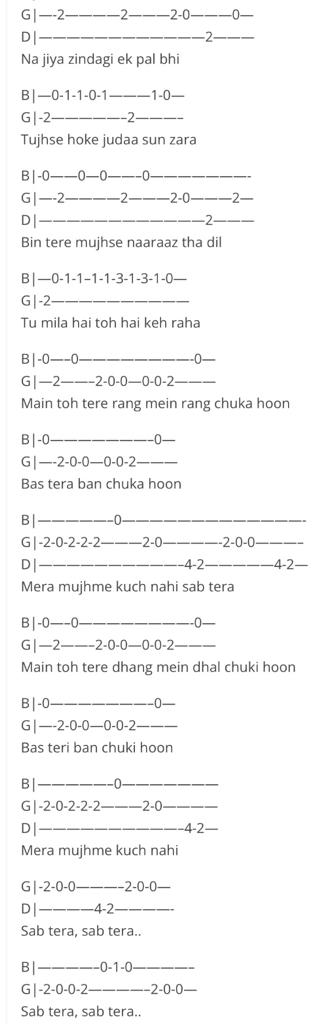 G|—-2————2———2-0———0—
D|————————————2———
Na jiya zindagi ek pal bhi
B|—0-1-1-0-1———1-0—
G|-2—————–2———–
Tujhse hoke judaa sun zara
B|-0——0—0——–0———————-
G|—-2————2———2-0———2—
D|————————————2———
Bin tere mujhse naaraaz tha dil
B|—0-1-1–1-1-3-1-3-1-0—
G|-2——————————
Tu mila hai toh hai keh raha
B|-0—–0————————-0—
G|—2——–2-0-0—0-0-2———
Main toh tere rang mein rang chuka hoon
B|-0———————–0—
G|—-2-0-0—0-0-2———
Bas tera ban chuka hoon
B|—————–0——————————————-
G|-2-0-2-2-2———2-0————-2-0-0———–
D|——————————–4-2—————4-2—
Mera mujhme kuch nahi sab tera
B|-0—–0————————-0—
G|—2——–2-0-0—0-0-2———
Main toh tere dhang mein dhal chuki hoon
B|-0———————–0—
G|—-2-0-0—0-0-2———
Bas teri ban chuki hoon
B|—————–0——————–
G|-2-0-2-2-2———2-0————
D|——————————–4-2—
Mera mujhme kuch nahi
G|-2-0-0———–2-0-0—
D|————4-2————-
Sab tera, sab tera..
B|—————0-1-0————–
G|-2-0-0-2————–2-0-0—
Sab tera, sab tera..